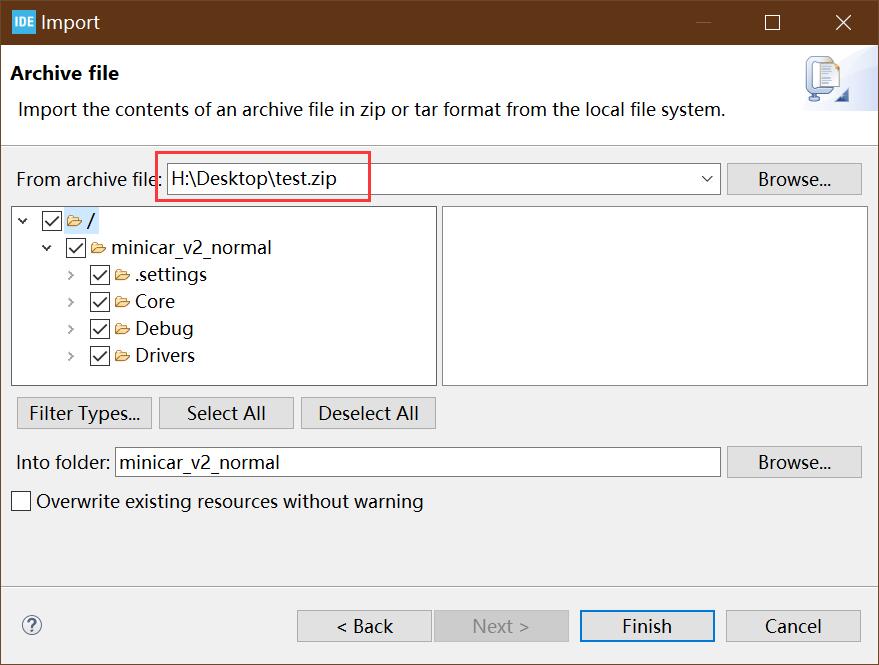 IDE Import
Archive file
Import the contents of an archive file in zip or tar format from the local file system.
From archive file: H:\Desktop\test.zip Browse...
/
minicar_v2_normal
.settings
Core
Debug
Drivers
Filter Types... Select All Deselect All
Into folder: minicar_v2_normal Browse...
Overwrite existing resources without warning
? < Back Next > Finish Cancel